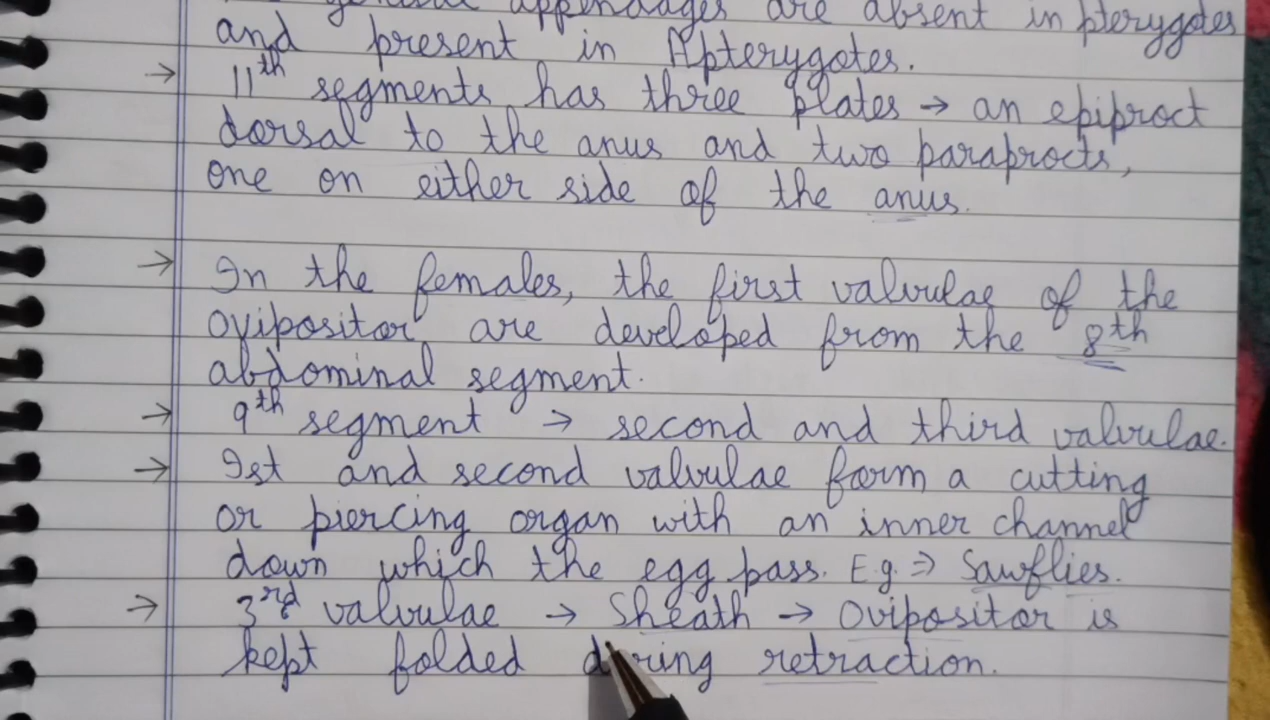 appendages are absent in pterygotes
and present in Apterygotes.
→ 11th segments has three plates → an epiproct
dorsal to the anus and two paraprocts,
one on either side of the anus.
→ In the females, the first valvulae of the
ovipositor are developed from the 8th
abdominal segment.
→ 9th segment → second and third valvulae.
→ Ist and second valvulae form a cutting
or piercing organ with an inner channel
down which the egg pass. E.g. ⇒ Sawflies.
→ 3rd valvulae → Sheath → Ovipositor is
kept folded during retraction.